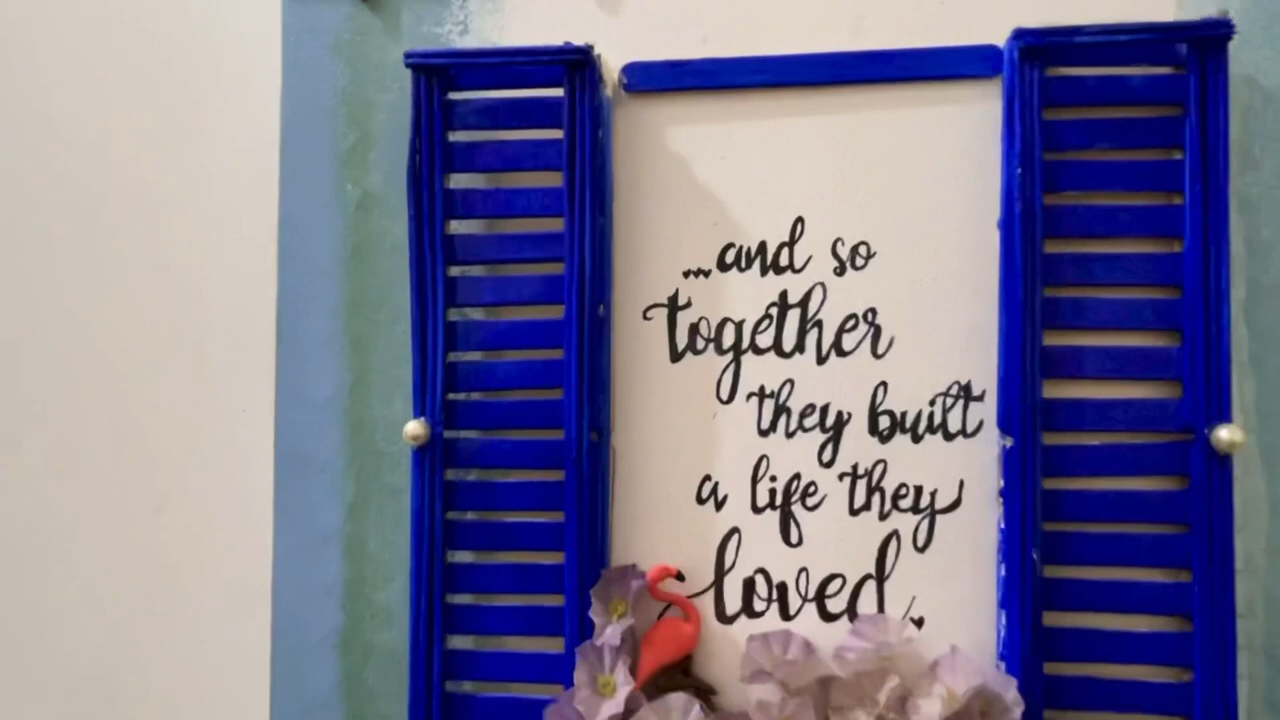 ...and so
together
they built
a life they
loved.